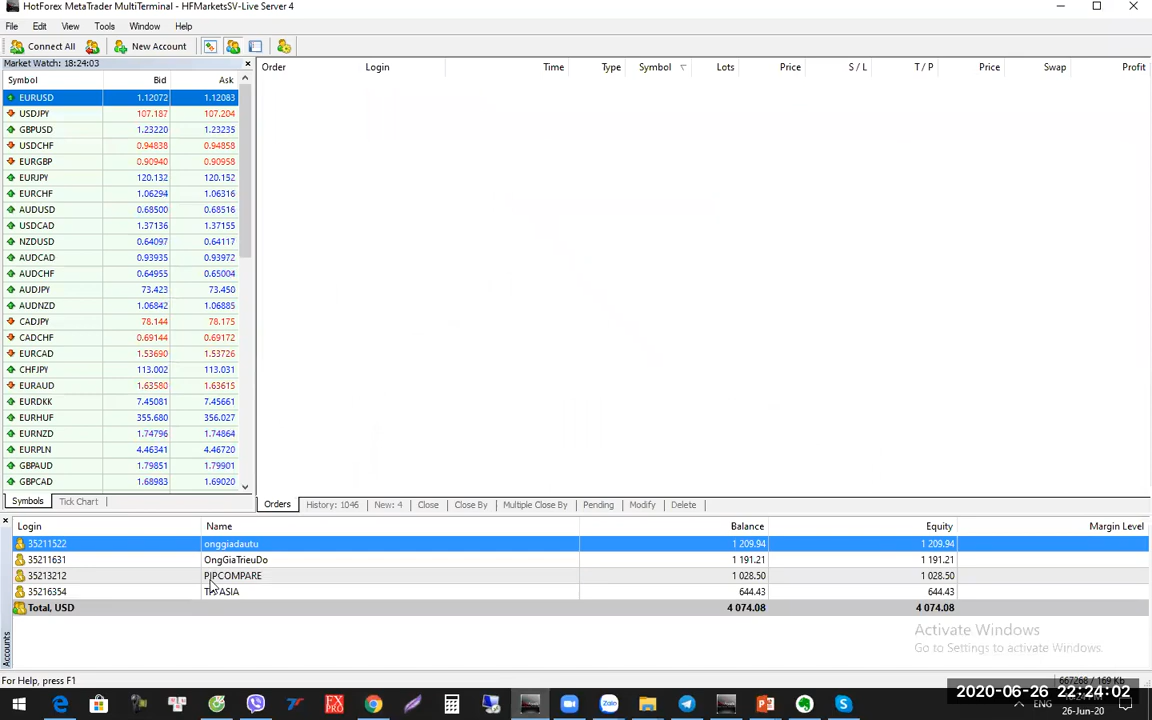 HotForex MetaTrader MultiTerminal - HFMarketsSV-Live Server 4
File Edit View Tools Window Help
Connect All New Account
Market Watch: 18:24:03
Symbol Bid Ask
EURUSD 1.12072 1.12083
USDJPY 107.187 107.204
GBPUSD 1.23220 1.23235
USDCHF 0.94838 0.94858
EURGBP 0.90940 0.90958
EURJPY 120.132 120.152
EURCHF 1.06294 1.06316
AUDUSD 0.68500 0.68516
USDCAD 1.37136 1.37155
NZDUSD 0.64097 0.64117
AUDCAD 0.93935 0.93972
AUDCHF 0.64955 0.65004
AUDJPY 73.423 73.450
AUDNZD 1.06842 1.06885
CADJPY 78.144 78.175
CADCHF 0.69144 0.69172
EURCAD 1.53690 1.53726
CHFJPY 113.002 113.031
EURAUD 1.63580 1.63615
EURDKK 7.45081 7.45661
EURHUF 355.680 356.027
EURNZD 1.74796 1.74864
EURPLN 4.46341 4.46720
GBPAUD 1.79851 1.79901
GBPCAD 1.68983 1.69020
Symbols Tick Chart
Order Login Time Type Symbol Lots Price S / L T / P Price Swap Profit
Orders History: 1046 New: 4 Close Close By Multiple Close By Pending Modify Delete
Accounts
Login Name Balance Equity Margin Level
35211522 onggiadautu 1 209.94 1 209.94
35211631 OngGiaTrieuDo 1 191.21 1 191.21
35213212 PIPCOMPARE 1 028.50 1 028.50
35216354 644.43 644.43
Total, USD 4 074.08 4 074.08
Activate Windows
Go to Settings to activate Windows.
For Help, press F1
667268 / 169 Kb
2020-06-26 22:24:02
FX PRO
Zalo
ENG
26-Jun-20